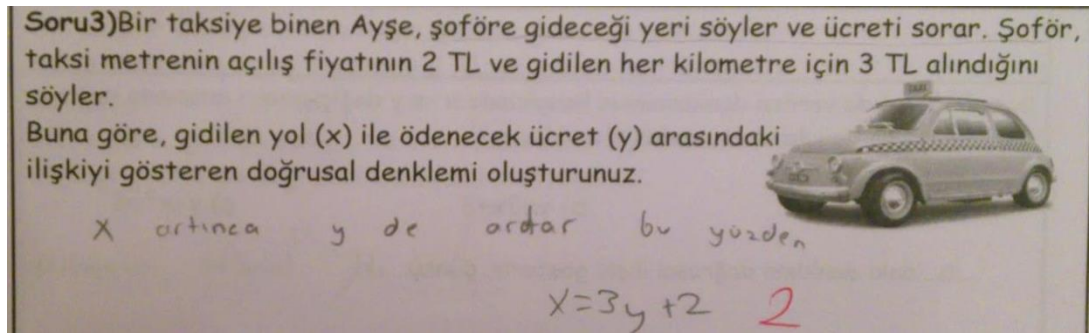 Soru3)Bir taksiye binen Ayşe, şoföre gideceği yeri söyler ve ücreti sorar. Şoför,
taksi metrenin açılış fiyatının 2 TL ve gidilen her kilometre için 3 TL alındığını
söyler.
TAXI
Buna göre, gidilen yol (x) ile ödenecek ücret (y) arasındaki
ilişkiyi gösteren doğrusal denklemi oluşturunuz.
x artınca y de artar bu yüzden
x=3y+2 2